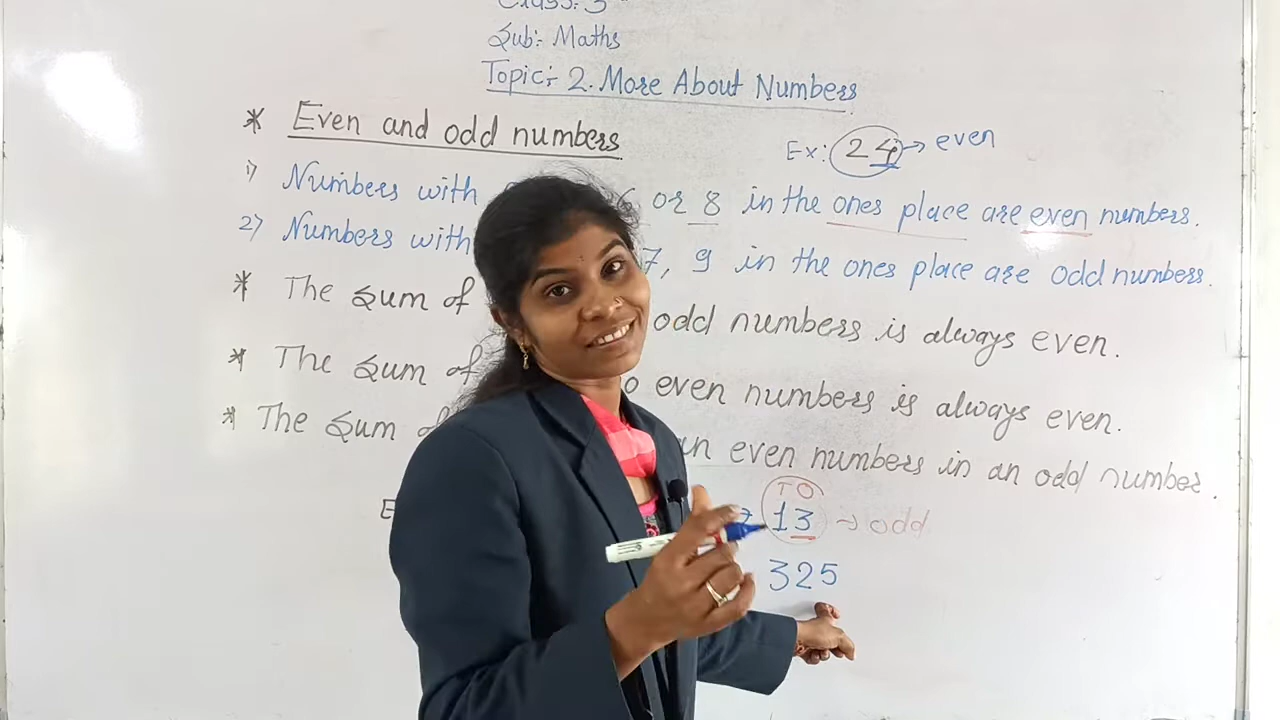 Class: 3
Sub:- Maths
Topic:- 2. More About Numbers
* Even and odd numbers
Ex: 24 → even
1) Numbers with 6 or 8 in the ones place are even numbers.
2) Numbers with 7, 9 in the ones place are odd numbers.
* The Sum of odd numbers is always even.
* The Sum of even numbers is always even.
* The Sum even numbers in an odd number.
TO
13 → odd
325